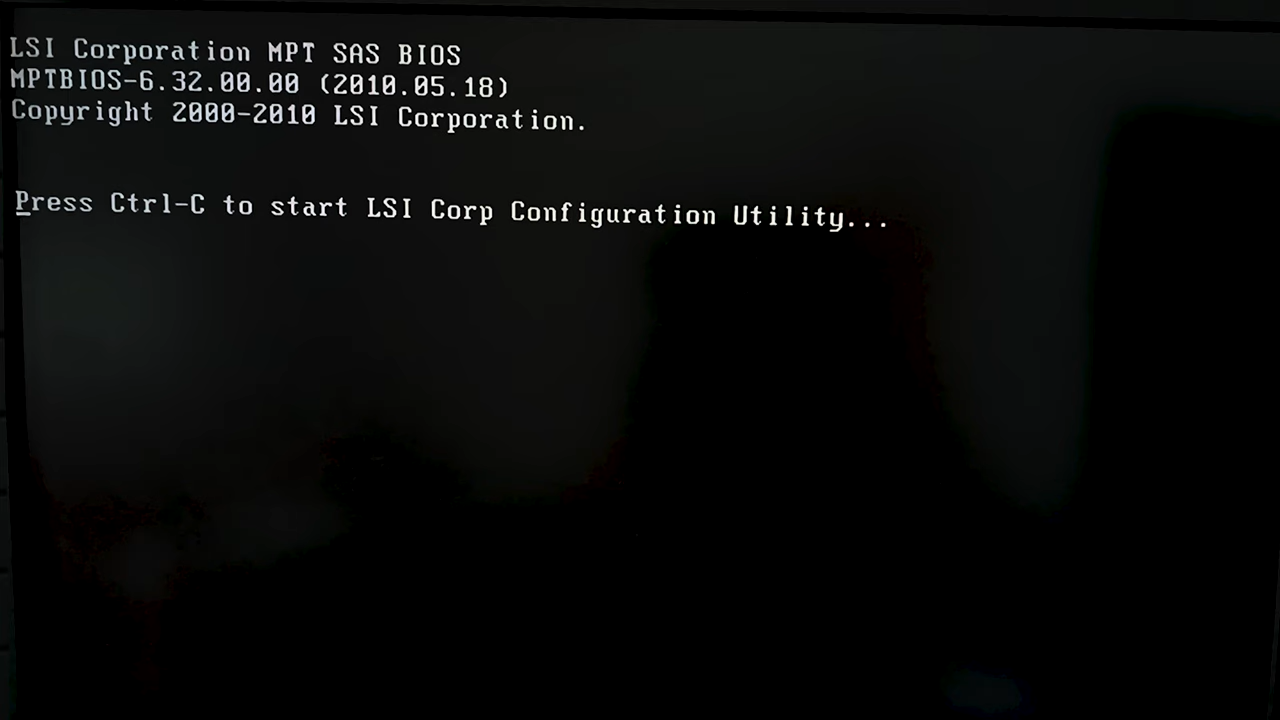 LSI Corporation MPT SAS BIOS
MPTBIOS-6.32.00.00 (2010.05.18)
Copyright 2000-2010 LSI Corporation.
Press Ctrl-C to start LSI Corp Configuration Utility...